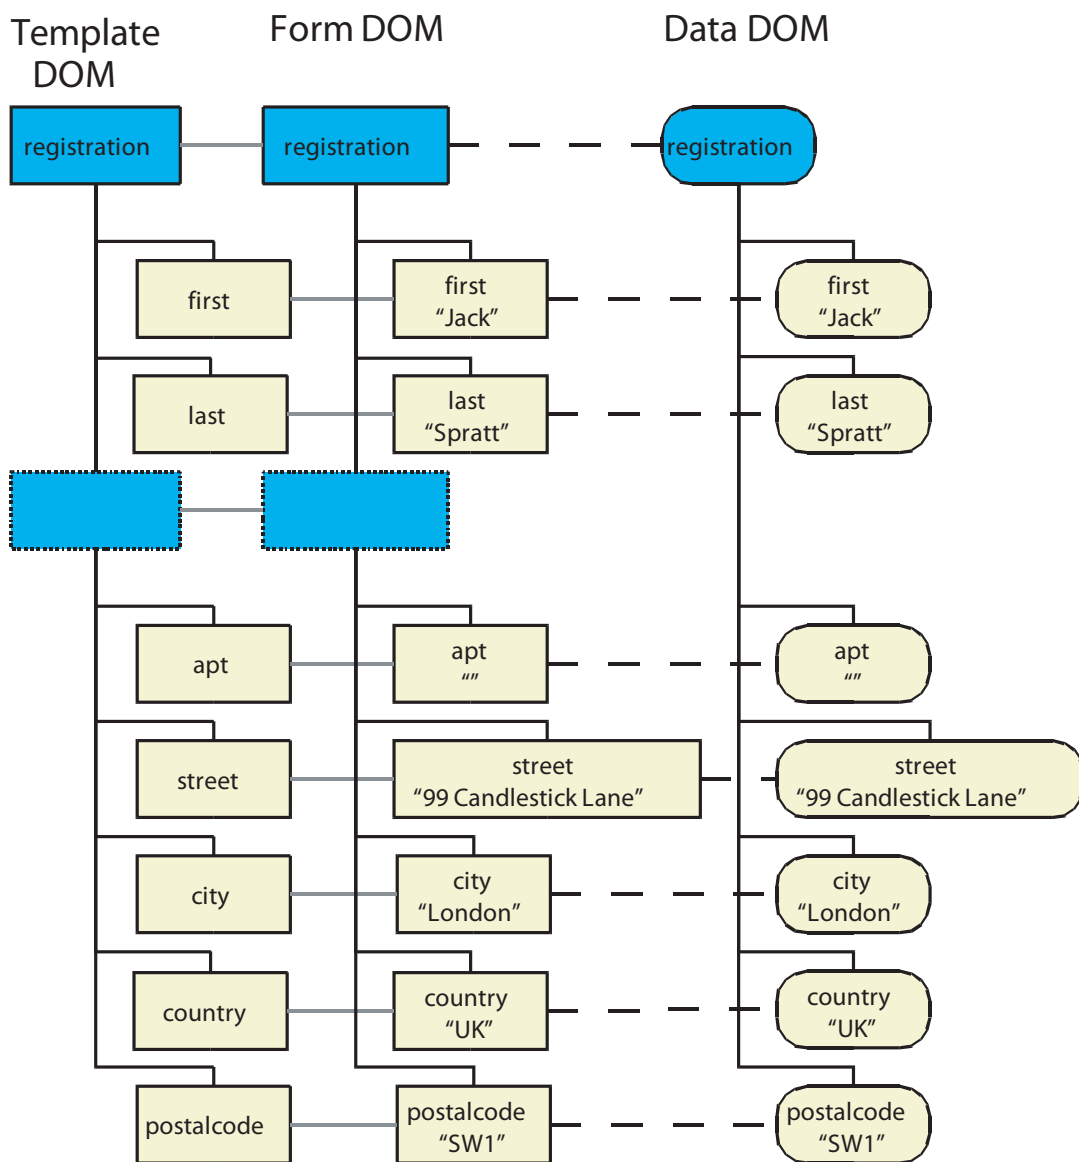 Template
DOM
Form DOM
Data DOM
registration
registration
registration
first
first
“Jack”
first
“Jack”
last
last
“Spratt”
last
“Spratt”
apt
apt
“”
apt
“”
street
street
“99 Candlestick Lane”
street
“99 Candlestick Lane”
city
city
“London”
city
“London”
country
country
“UK”
country
“UK”
postalcode
postalcode
“SW1”
postalcode
“SW1”